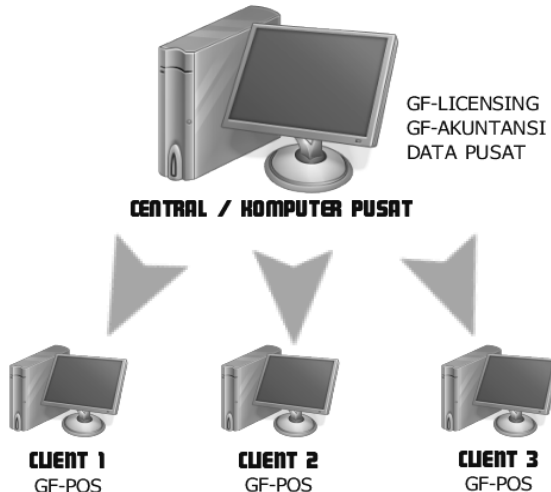 GF-LICENSING
GF-AKUNTANSI
DATA PUSAT
CENTRAL / KOMPUTER PUSAT
CLIENT 1
CLIENT 2
CLIENT 3
GF-POS
GF-POS
GF-POS